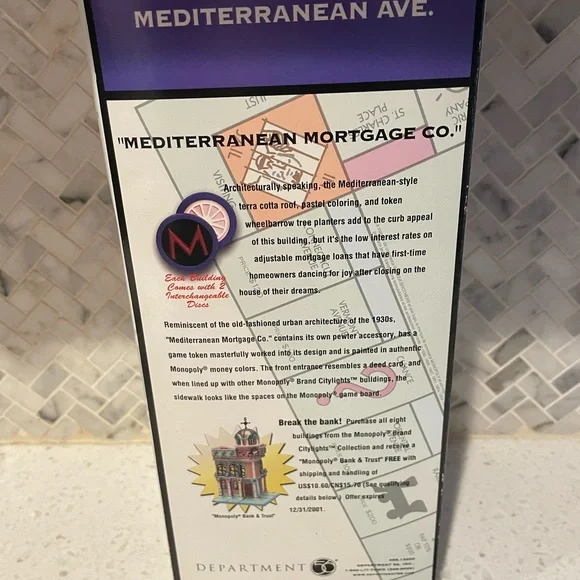 MEDITERRANEAN AVE.
"MEDITERRANEAN MORTGAGE CO."
Architecturally speaking, the Mediterranean-style
terra cotta roof, pastel coloring, and token
wheelbarrow tree planters add to the curb appeal
of this building, but it's the low interest rates on
adjustable mortgage loans that have first-time
homeowners dancing for joy after closing on the
house of their dreams.
M
Each Building
Comes with 2
Interchangeable
Discs
Reminiscent of the old-fashioned urban architecture of the 1930s,
"Mediterranean Mortgage Co." contains its own pewter accessory, has a
game token masterfully worked into its design and is painted in authentic
Monopoly® money colors. The front entrance resembles a deed card, and
when lined up with other Monopoly® Brand Citylights™ buildings, the
sidewalk looks like the spaces on the Monopoly® game board.
Break the bank! Purchase all eight
buildings from the Monopoly® Brand
Citylights™ Collection and receive a
"Monopoly® Bank & Trust" FREE with
shipping and handling of
US$10.60/CN$15.70 (See qualifying
details below.) Offer expires
12/31/2001.
"Monopoly® Bank & Trust"
DEPARTMENT 56®
JUST
VISITING
IN
JAIL
ST. CHARLES
PLACE
VERMONT
AVENUE
CHANCE